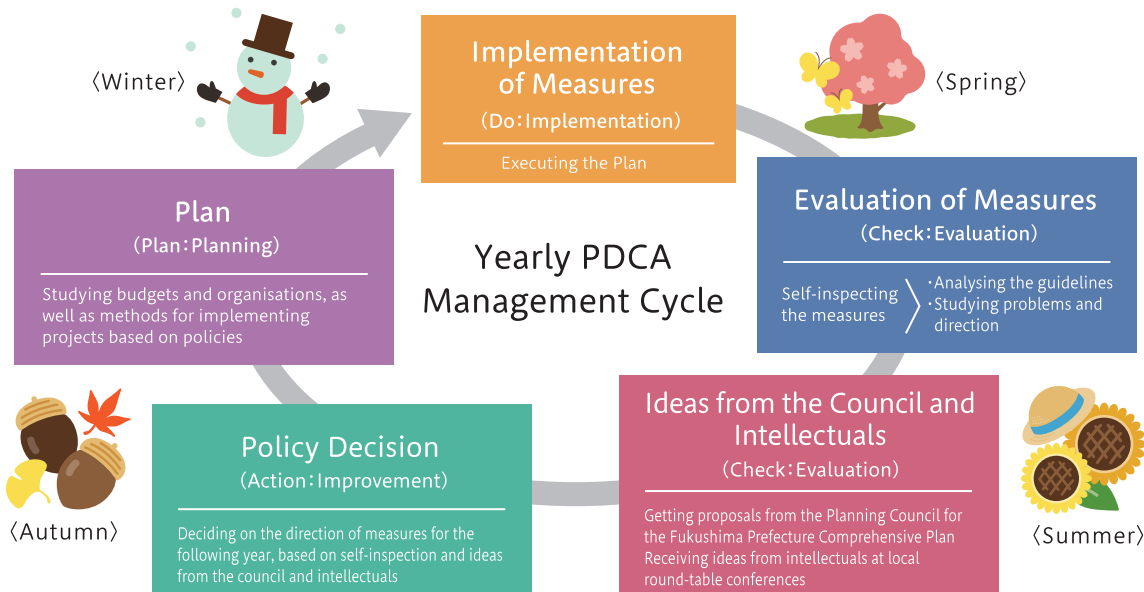 Yearly PDCA
Management Cycle
Implementation
of Measures
(Do:Implementation)
Executing the Plan
〈Spring〉
Evaluation of Measures
(Check:Evaluation)
Self-inspecting
the measures
・Analysing the guidelines
・Studying problems and
direction
〈Summer〉
Ideas from the Council and
Intellectuals
(Check:Evaluation)
Getting proposals from the Planning Council for
the Fukushima Prefecture Comprehensive Plan
Receiving ideas from intellectuals at local
round-table conferences
Policy Decision
(Action:Improvement)
Deciding on the direction of measures for the
following year, based on self-inspection and ideas
from the council and intellectuals
〈Autumn〉
Plan
(Plan:Planning)
Studying budgets and organisations, as
well as methods for implementing
projects based on policies
〈Winter〉